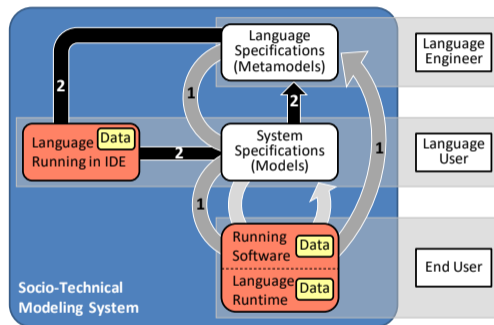 Language
Specifications
(Metamodels)
Language
Engineer
2
1
2
1
Language
Data
Running in IDE
2
System
Specifications
(Models)
Language
User
1
Running
Software
Data
Language
Runtime
Data
End User
Socio-Technical
Modeling System